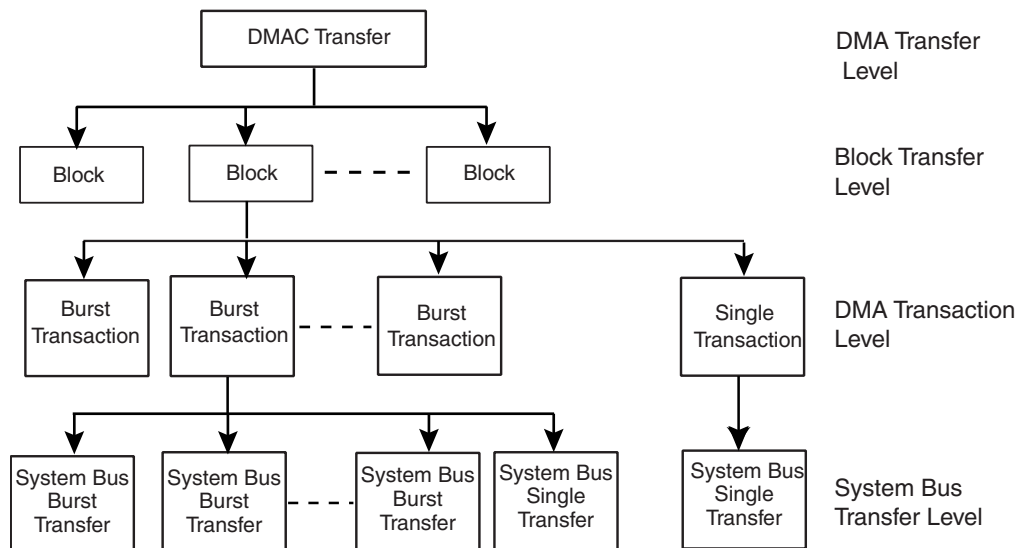 DMAC Transfer
DMA Transfer
Level
Block
Block
Block
Block Transfer
Level
Burst
Transaction
Burst
Transaction
Burst
Transaction
Single
Transaction
DMA Transaction
Level
System Bus
Burst
Transfer
System Bus
Burst
Transfer
System Bus
Burst
Transfer
System Bus
Single
Transfer
System Bus
Single
Transfer
System Bus
Transfer Level